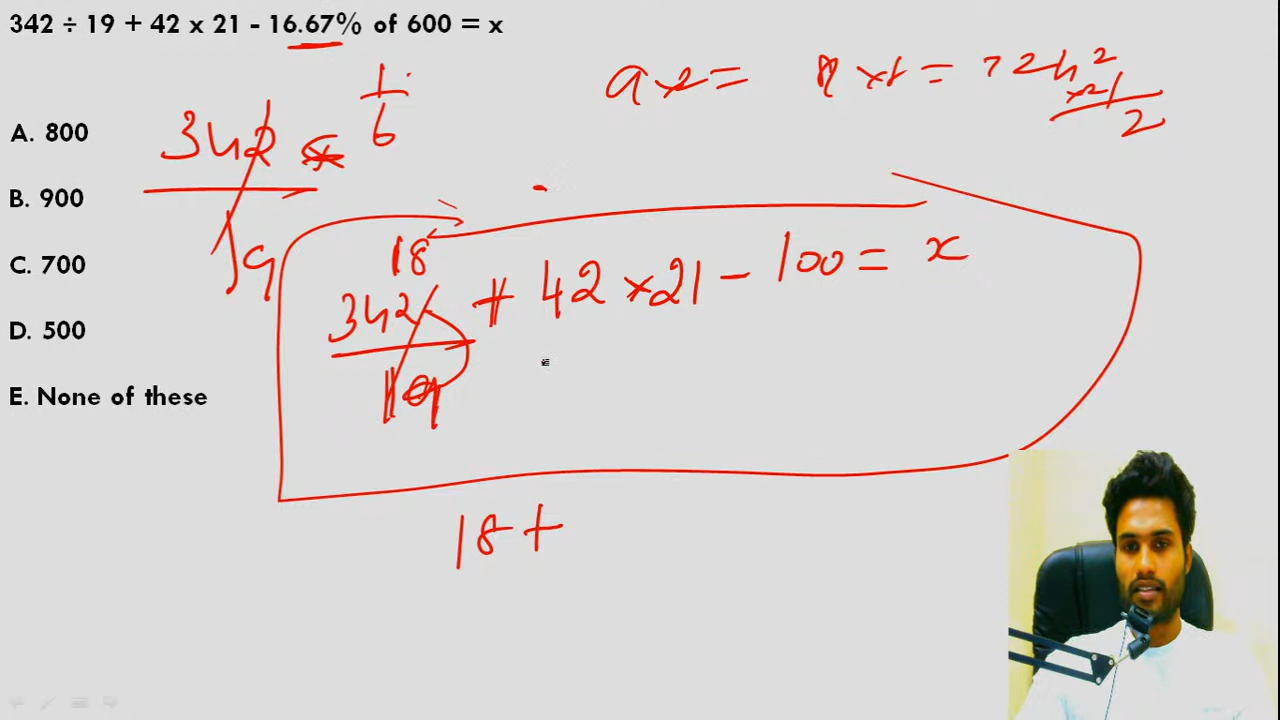 342 ÷ 19 + 42 x 21 - 16.67% of 600 = x
1
6
A. 800
342
19
B. 900
C. 700
D. 500
E. None of these
18
342 + 42 × 21 - 100 = x
19
18 +